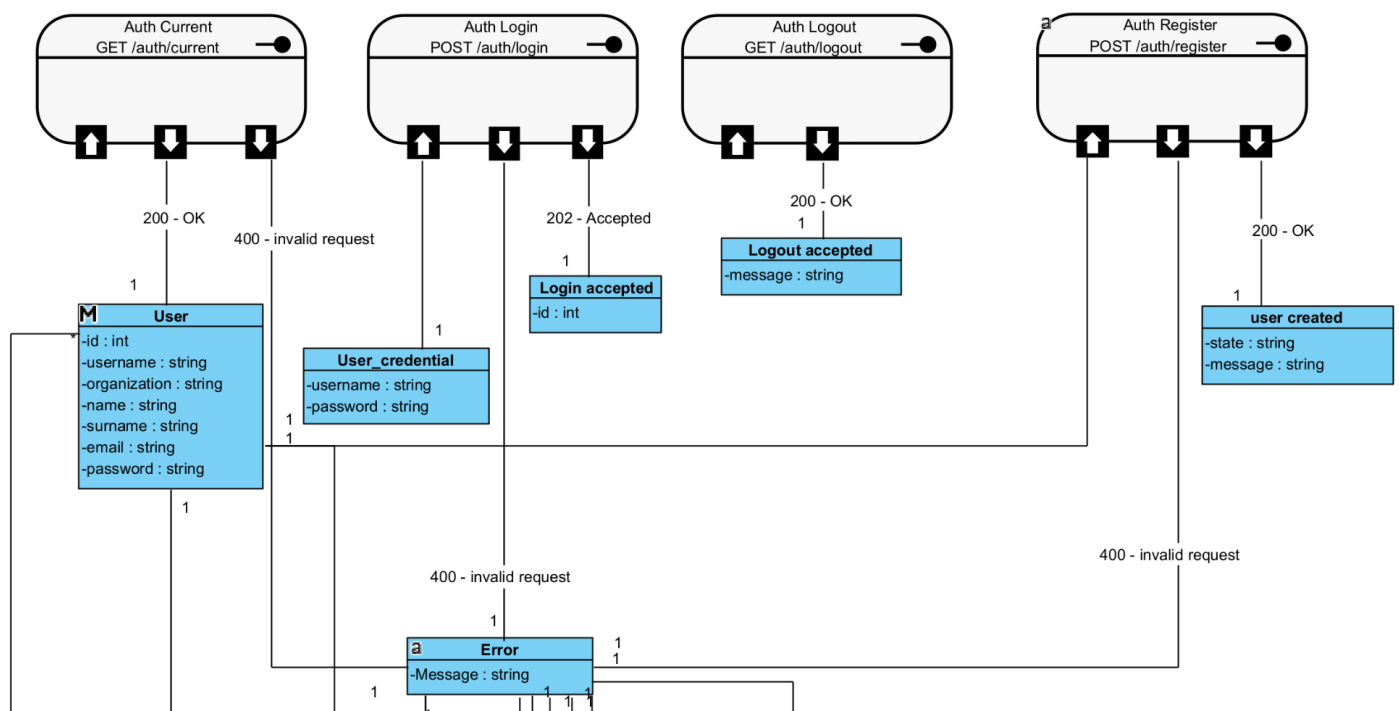 Auth Current
GET /auth/current
Auth Login
POST /auth/login
Auth Logout
GET /auth/logout
a
Auth Register
POST /auth/register
200 - OK
400 - invalid request
202 - Accepted
200 - OK
200 - OK
1
1
1
1
1
Logout accepted
-message : string
Login accepted
-id : int
M
User
*
-id : int
-username : string
-organization : string
-name : string
-surname : string
-email : string
-password : string
User_credential
-username : string
-password : string
user created
-state : string
-message : string
1
1
1
400 - invalid request
400 - invalid request
1
1
1
a
Error
-Message : string
1
1
1
1